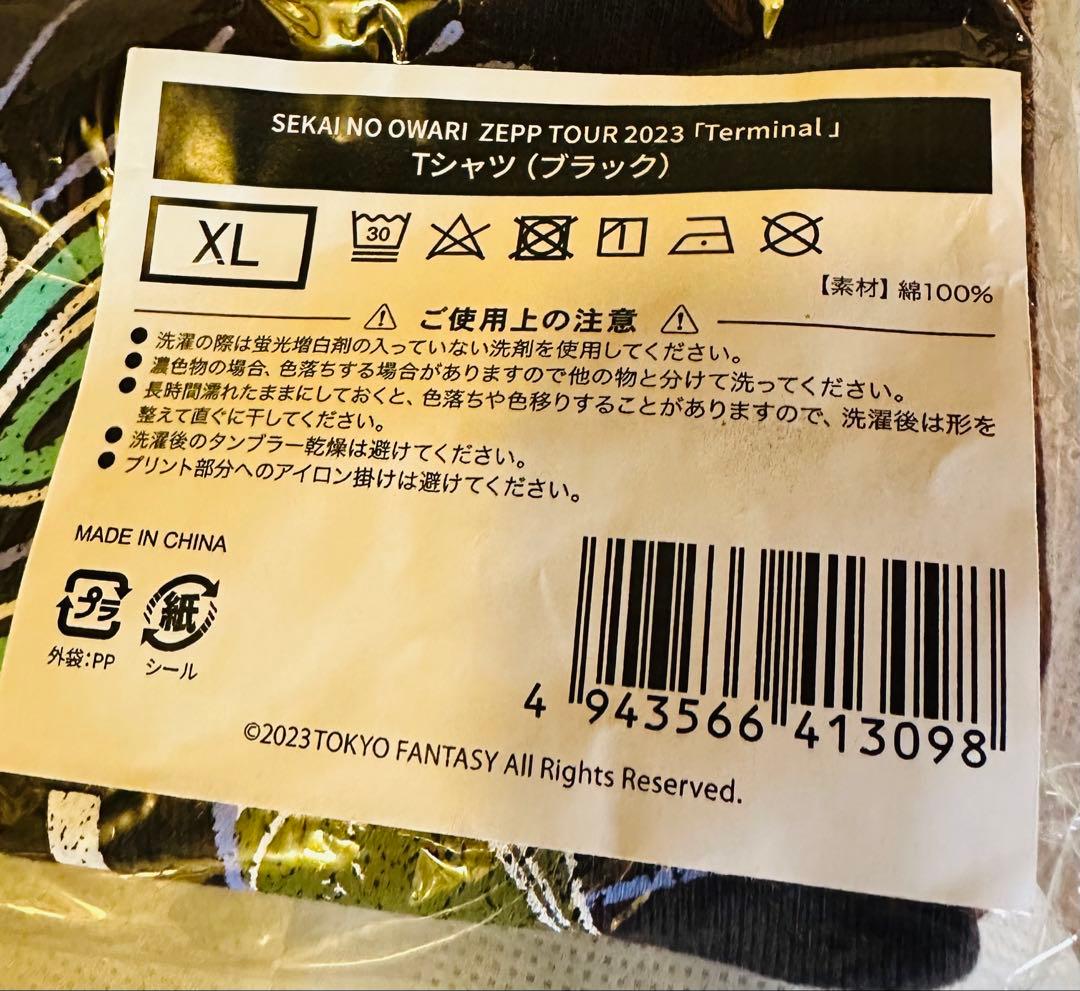 SEKAI NO OWARI ZEPP TOUR 2023「Terminal」
Tシャツ（ブラック）
XL
30
【素材】綿100%
ご使用上の注意
● 洗濯の際は蛍光増白剤の入っていない洗剤を使用してください。
● 濃色物の場合、色落ちする場合がありますので他の物と分けて洗ってください。
● 長時間濡れたままにしておくと、色落ちや色移りすることがありますので、洗濯後は形を
整えて直ぐに干してください。
● 洗濯後のタンブラー乾燥は避けてください。
● プリント部分へのアイロン掛けは避けてください。
MADE IN CHINA
プラ 紙
外袋：PP シール
4 943566 413098
©2023TOKYO FANTASY All Rights Reserved.